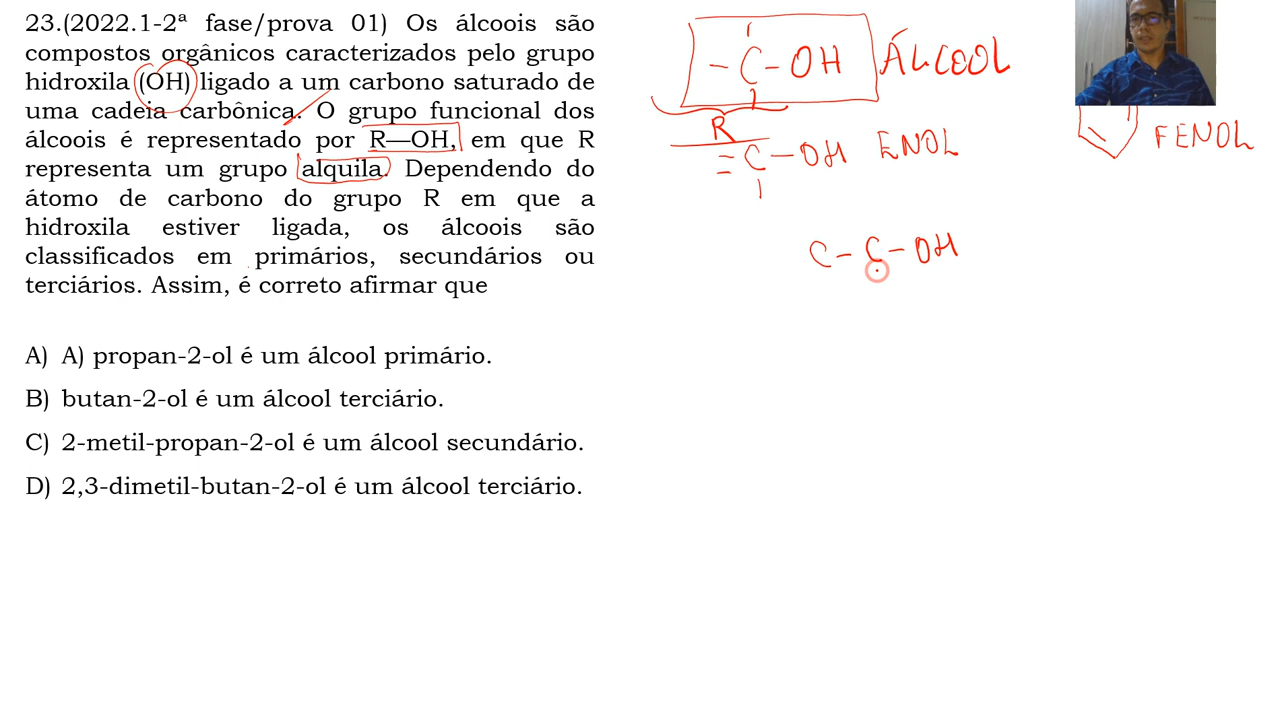 23.(2022.1-2ª fase/prova 01) Os álcoois são
compostos orgânicos caracterizados pelo grupo
hidroxila (OH) ligado a um carbono saturado de
uma cadeia carbônica. O grupo funcional dos
álcoois é representado por R—OH, em que R
representa um grupo alquila. Dependendo do
átomo de carbono do grupo R em que a
hidroxila estiver ligada, os álcoois são
classificados em primários, secundários ou
terciários. Assim, é correto afirmar que
A) A) propan-2-ol é um álcool primário.
B) butan-2-ol é um álcool terciário.
C) 2-metil-propan-2-ol é um álcool secundário.
D) 2,3-dimetil-butan-2-ol é um álcool terciário.
- C - OH ÁLCOOL
R
= C - OH ENOL
FENOL
C - C - OH